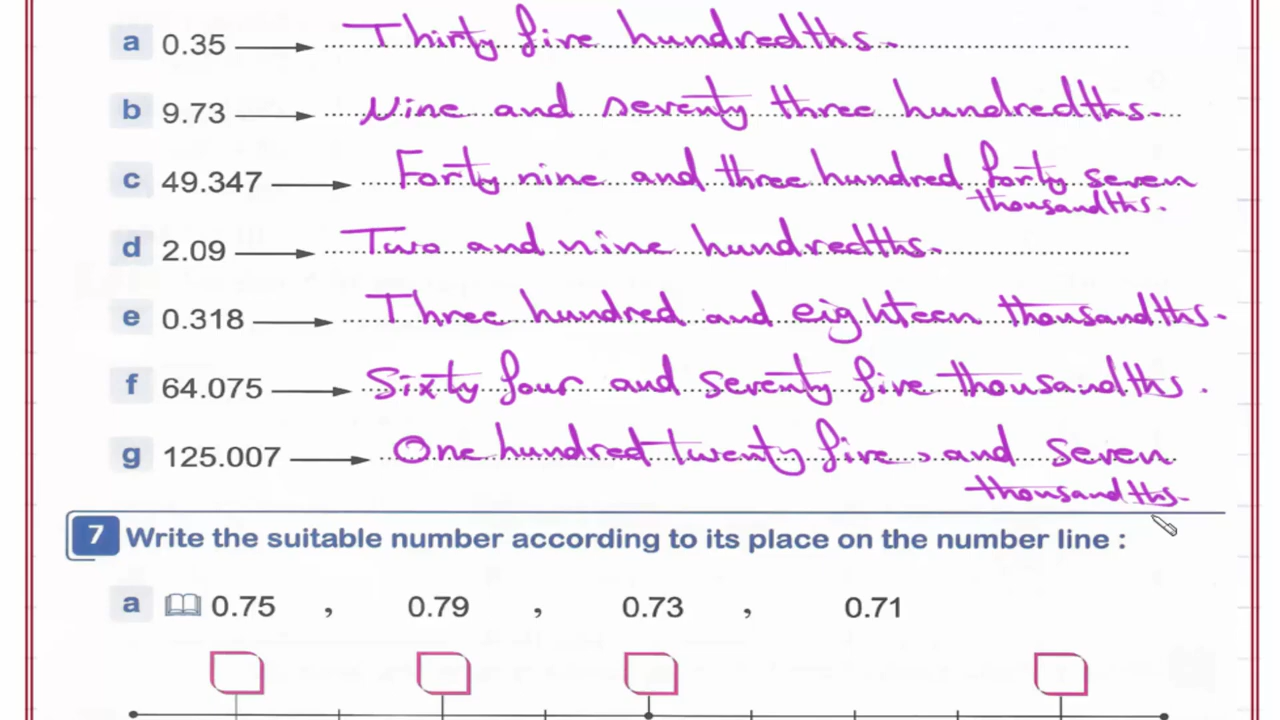 a 0.35 Thirty five hundredths.
b 9.73 Nine and seventy three hundredths.
c 49.347 Forty nine and three hundred forty seven
thousandths.
d 2.09 Two and nine hundredths.
e 0.318 Three hundred and eighteen thousandths.
f 64.075 Sixty four and seventy five thousandths.
g 125.007 One hundred twenty five, and seven
thousandths.
7 Write the suitable number according to its place on the number line :
a 0.75 , 0.79 , 0.73 , 0.71